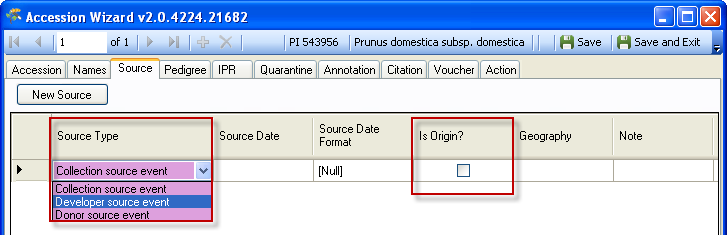 Accession Wizard v2.0.4224.21682
1 of 1 PI 543956 Prunus domestica subsp. domestica Save Save and Exit
Accession Names Source Pedigree IPR Quarantine Annotation Citation Voucher Action
New Source
Source Type Source Date Source Date Format Is Origin? Geography Note
Collection source event [Null]
Collection source event
Developer source event
Donor source event